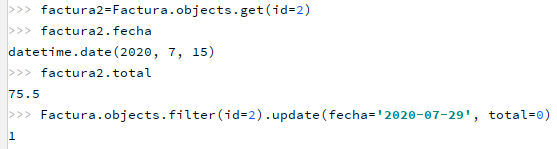 >>> factura2=Factura.objects.get(id=2)
>>> factura2.fecha
datetime.date(2020, 7, 15)
>>> factura2.total
75.5
>>> Factura.objects.filter(id=2).update(fecha='2020-07-29', total=0)
1